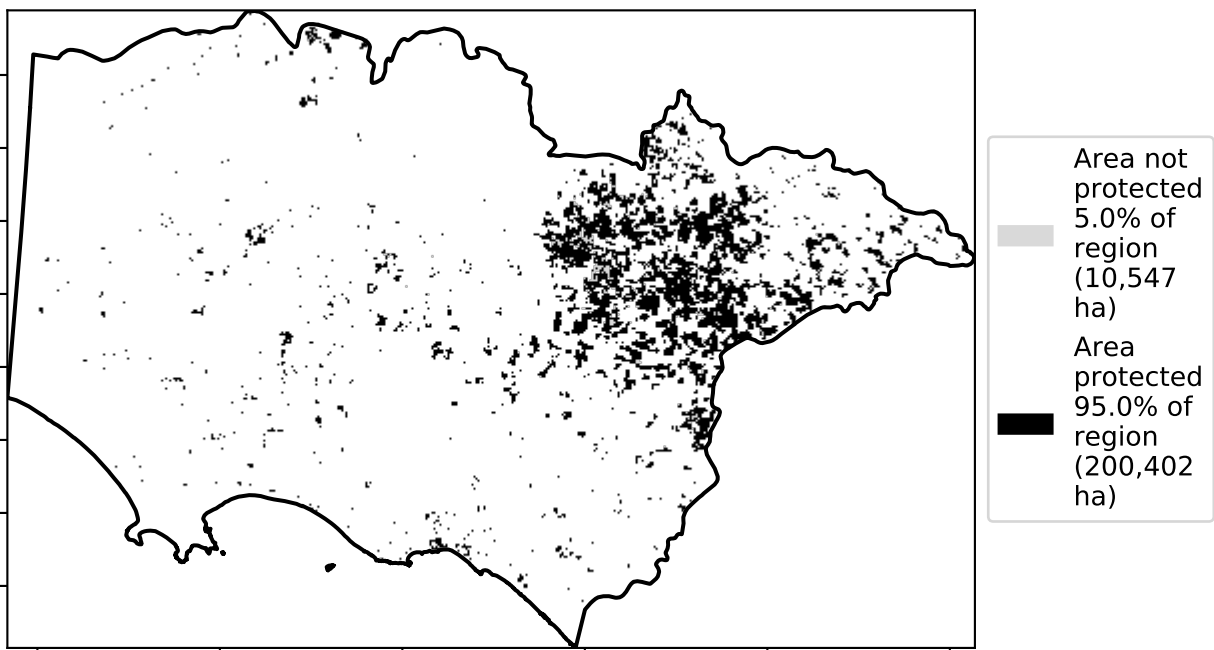 Area not
protected
5.0% of
region
(10,547
ha)
Area
protected
95.0% of
region
(200,402
ha)